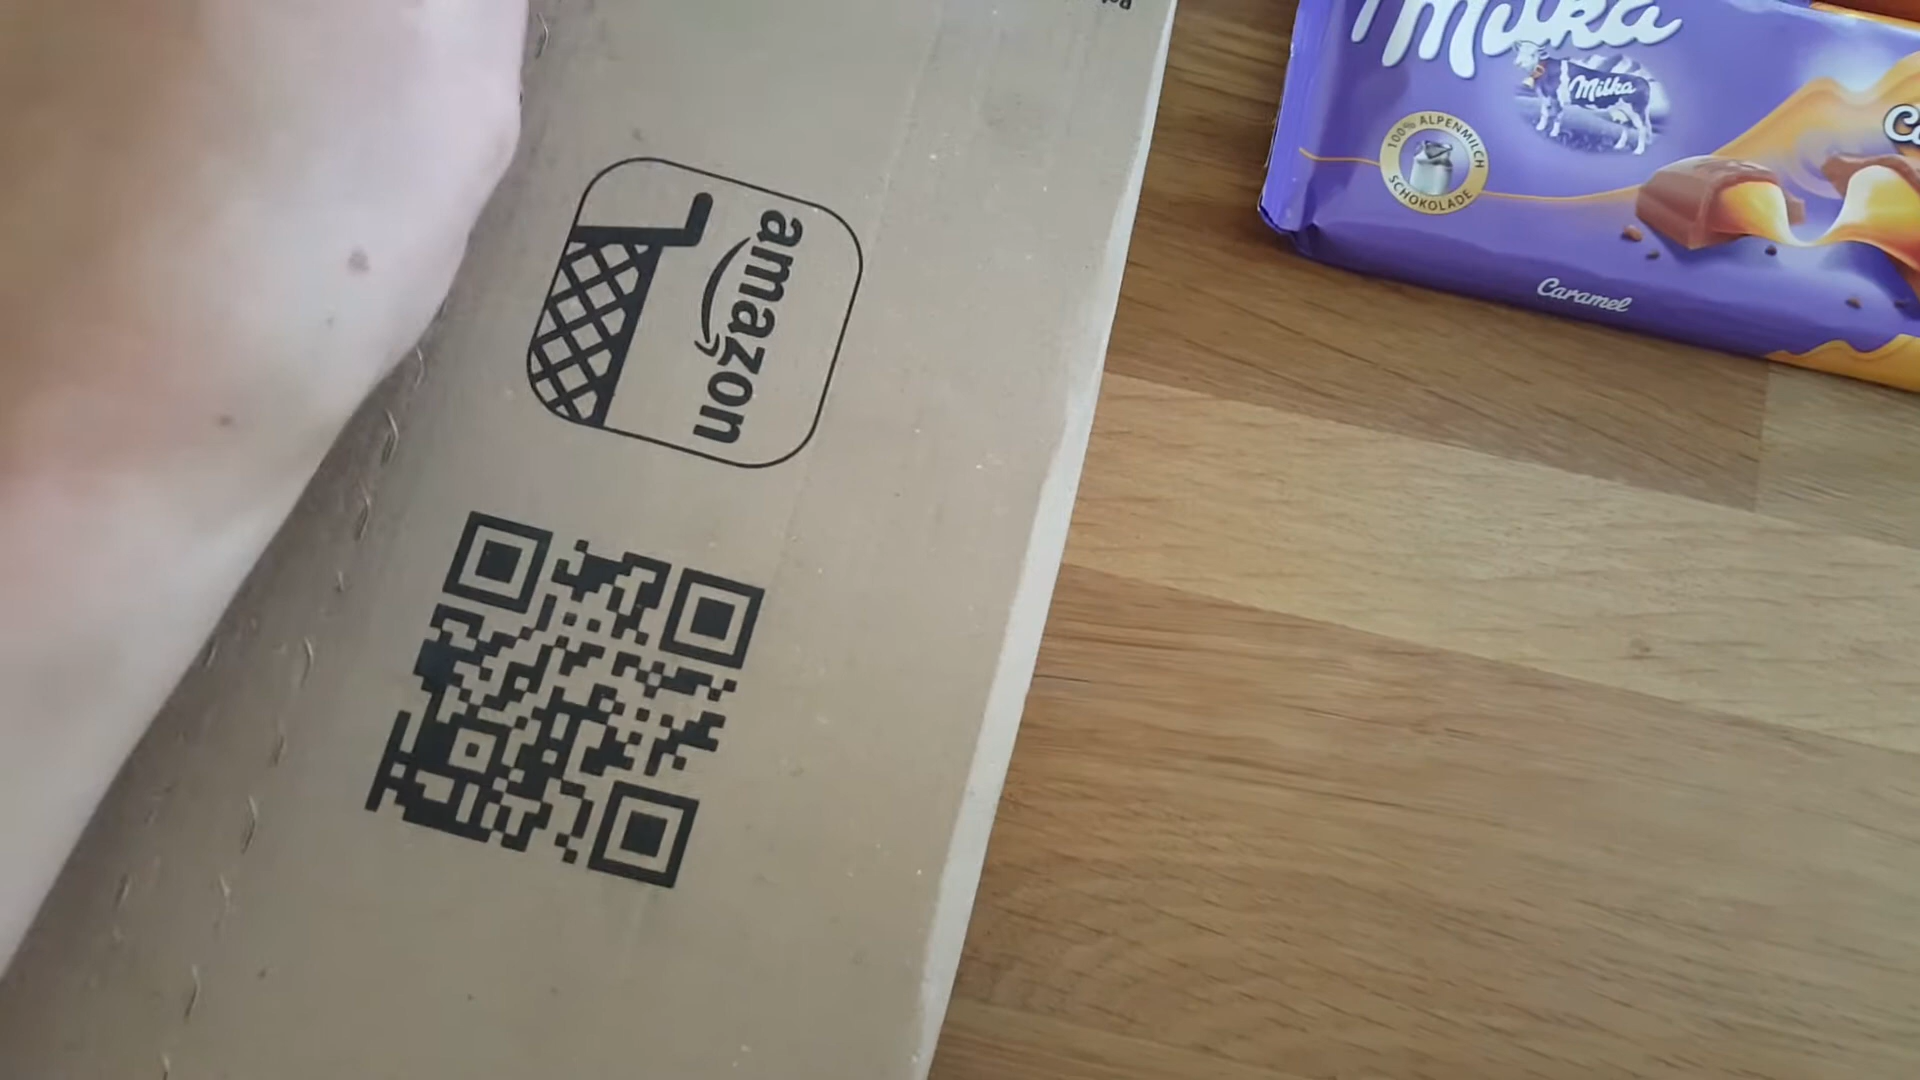 amazon
Milka
Milka
100% ALPENMILCH
SCHOKOLADE
Caramel